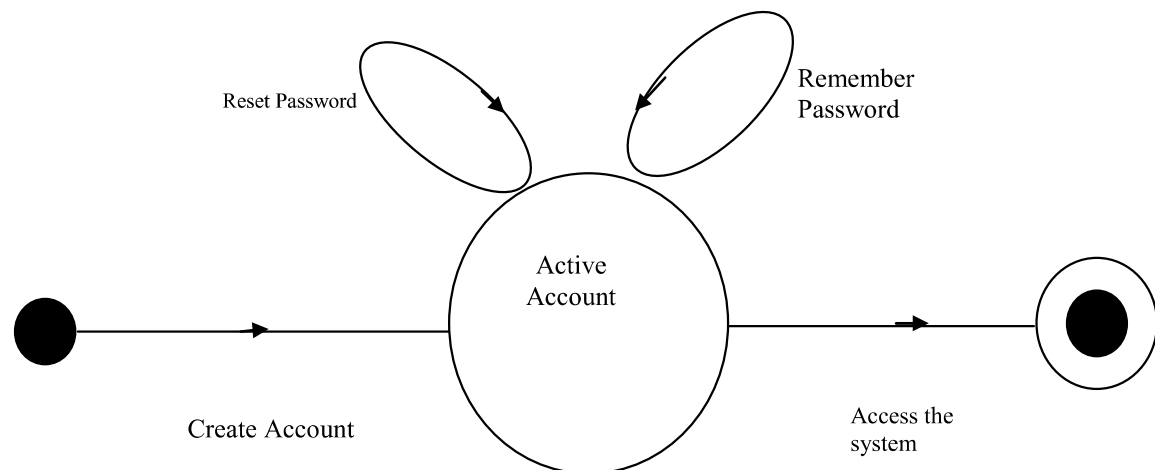 Reset Password
Remember
Password
Active
Account
Create Account
Access the
system